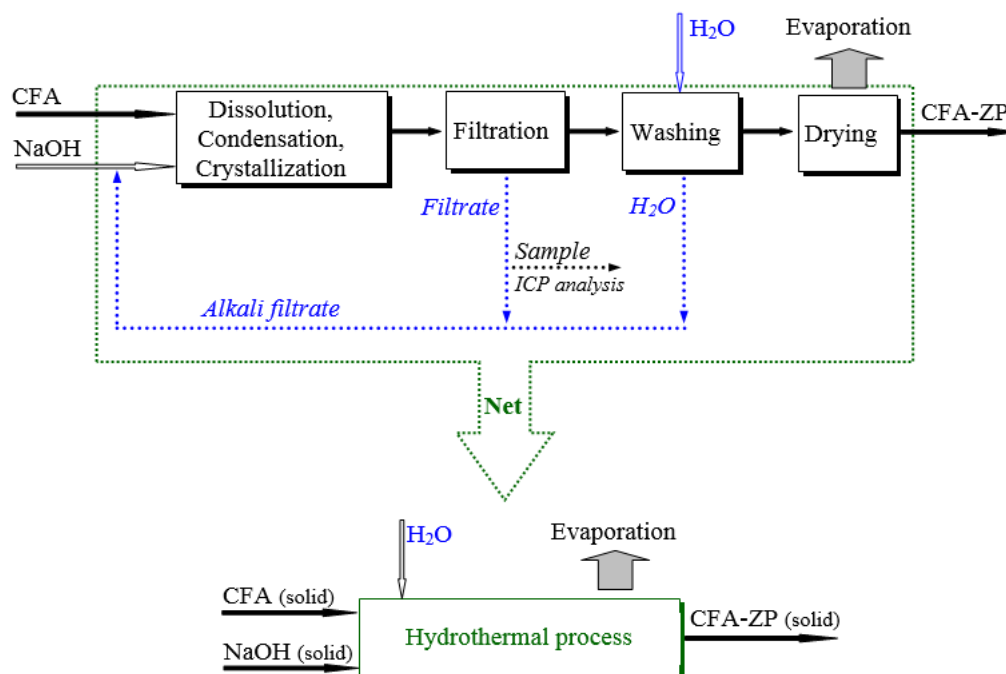 H₂O
Evaporation
CFA
NaOH
Dissolution,
Condensation,
Crystallization
Filtration
Washing
Drying
CFA-ZP
Filtrate
H₂O
Sample
ICP analysis
Alkali filtrate
Net
H₂O
Evaporation
CFA (solid)
NaOH (solid)
Hydrothermal process
CFA-ZP (solid)